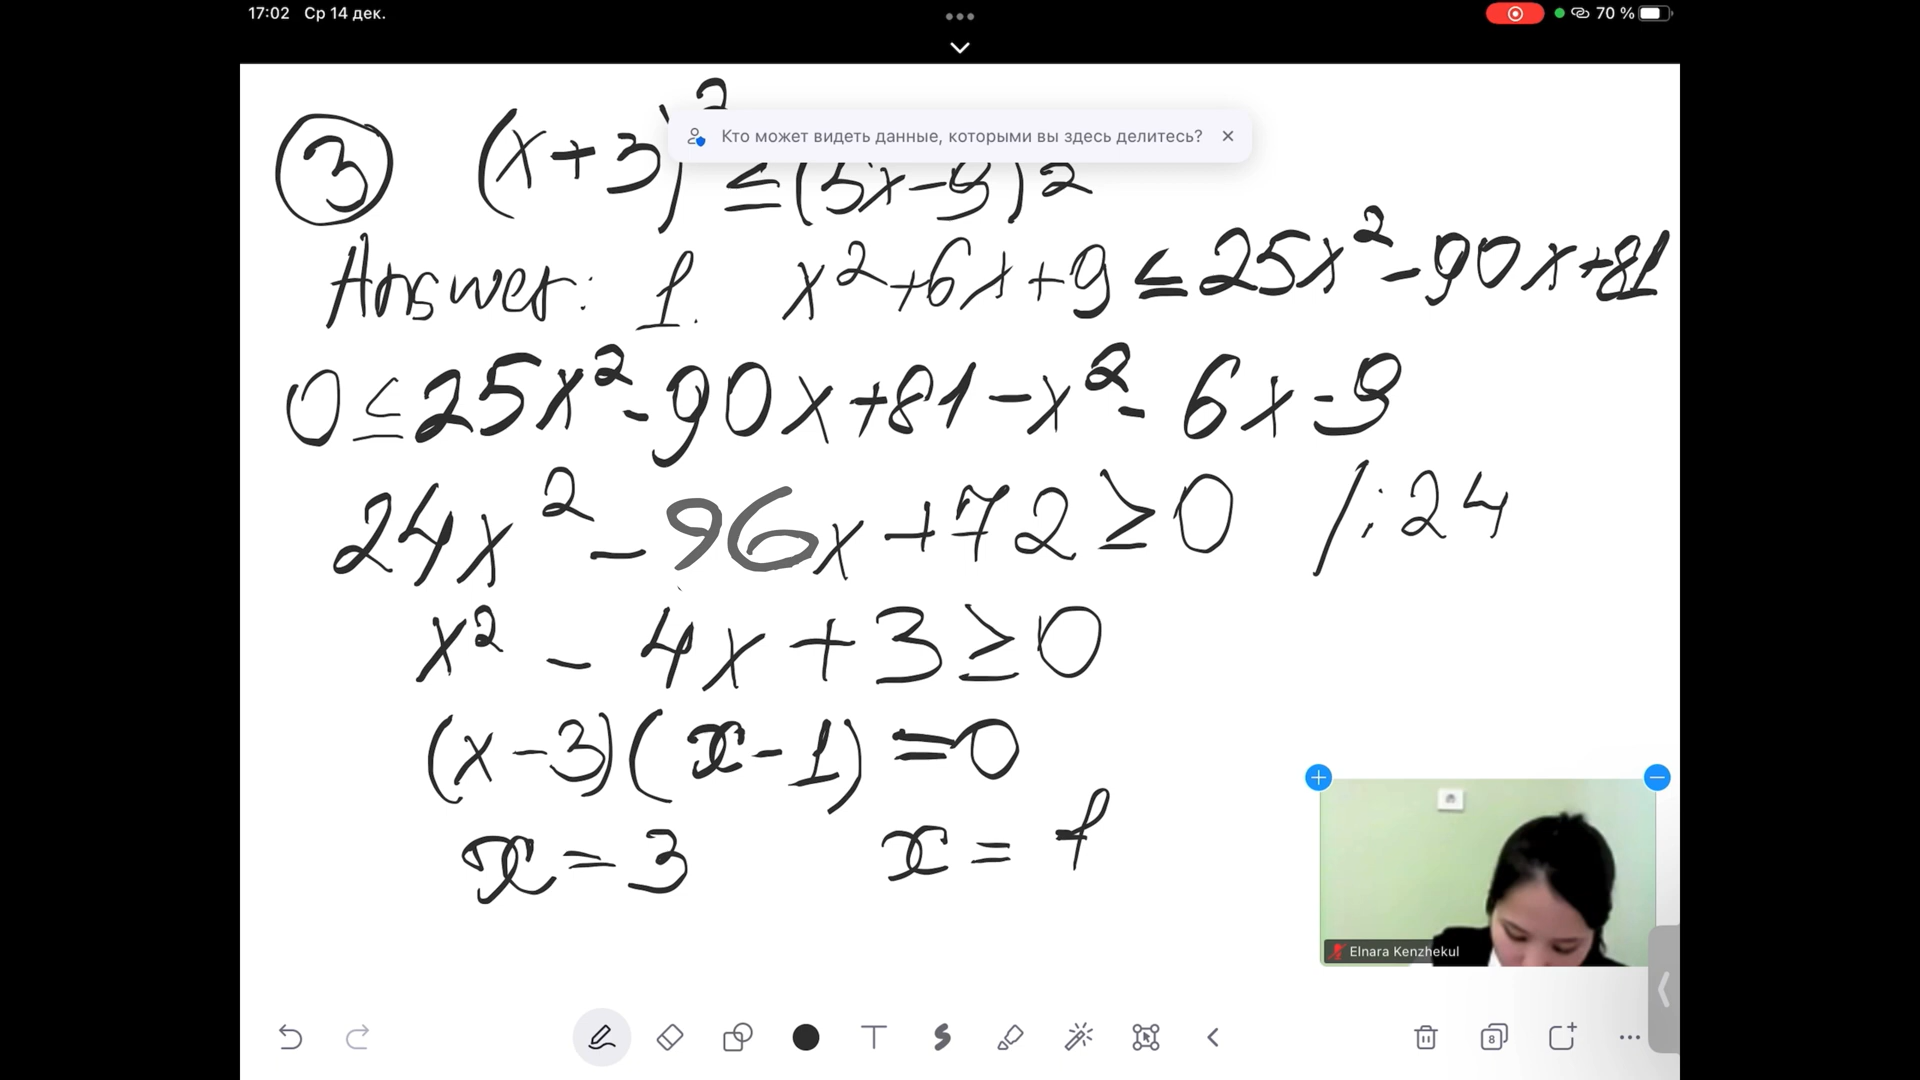 17:02 Ср 14 дек.
70 %
Кто может видеть данные, которыми вы здесь делитесь?
③ (x+3)² ≤(5x-9)²
Answer: 1. x²+6x+9 ≤25x²-90x+81
0≤25x²-90x+81-x²-6x-9
24x²-96x+72≥0 /:24
x²-4x+3≥0
(x-3)(x-1)=0
x=3 x=1
Elnara Kenzhekul
T
8